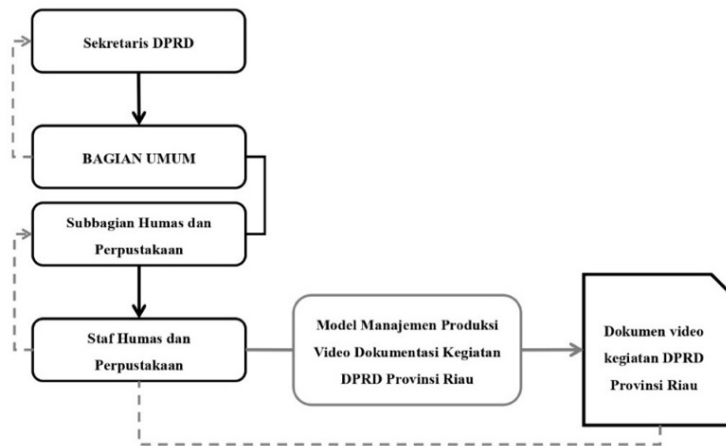 Sekretaris DPRD
BAGIAN UMUM
Subbagian Humas dan
Perpustakaan
Staf Humas dan
Perpustakaan
Model Manajemen Produksi
Video Dokumentasi Kegiatan
DPRD Provinsi Riau
Dokumen video
kegiatan DPRD
Provinsi Riau